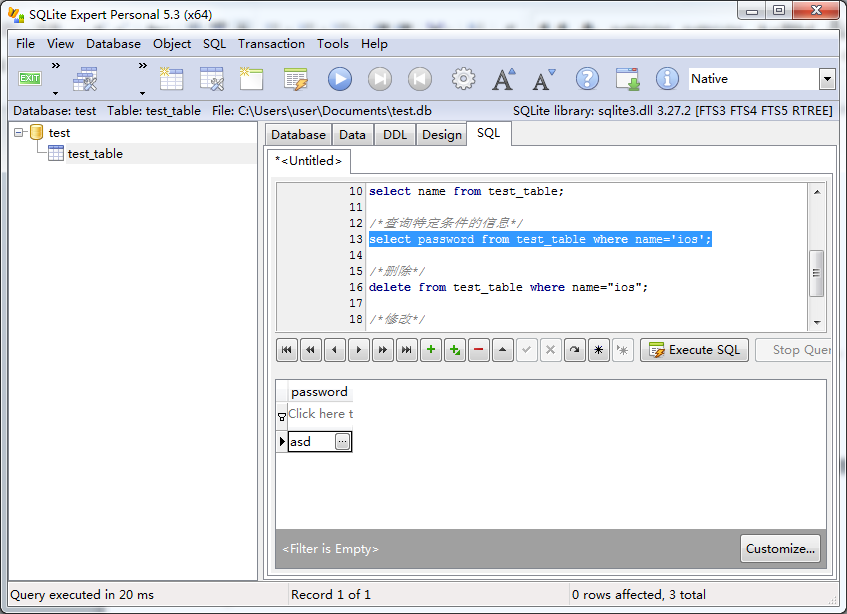 SQLite Expert Personal 5.3 (x64)
File View Database Object SQL Transaction Tools Help
EXIT Native
Database: test Table: test_table File: C:\Users\user\Documents\test.db SQLite library: sqlite3.dll 3.27.2 [FTS3 FTS4 FTS5 RTREE]
test
test_table
Database Data DDL Design SQL
*<Untitled>
10 select name from test_table;
11
12 /*查询特定条件的信息*/
13 select password from test_table where name='ios';
14
15 /*删除*/
16 delete from test_table where name="ios";
17
18 /*修改*/
Execute SQL Stop Quer
password
Click here t
asd ...
<Filter is Empty> Customize...
Query executed in 20 ms Record 1 of 1 0 rows affected, 3 total